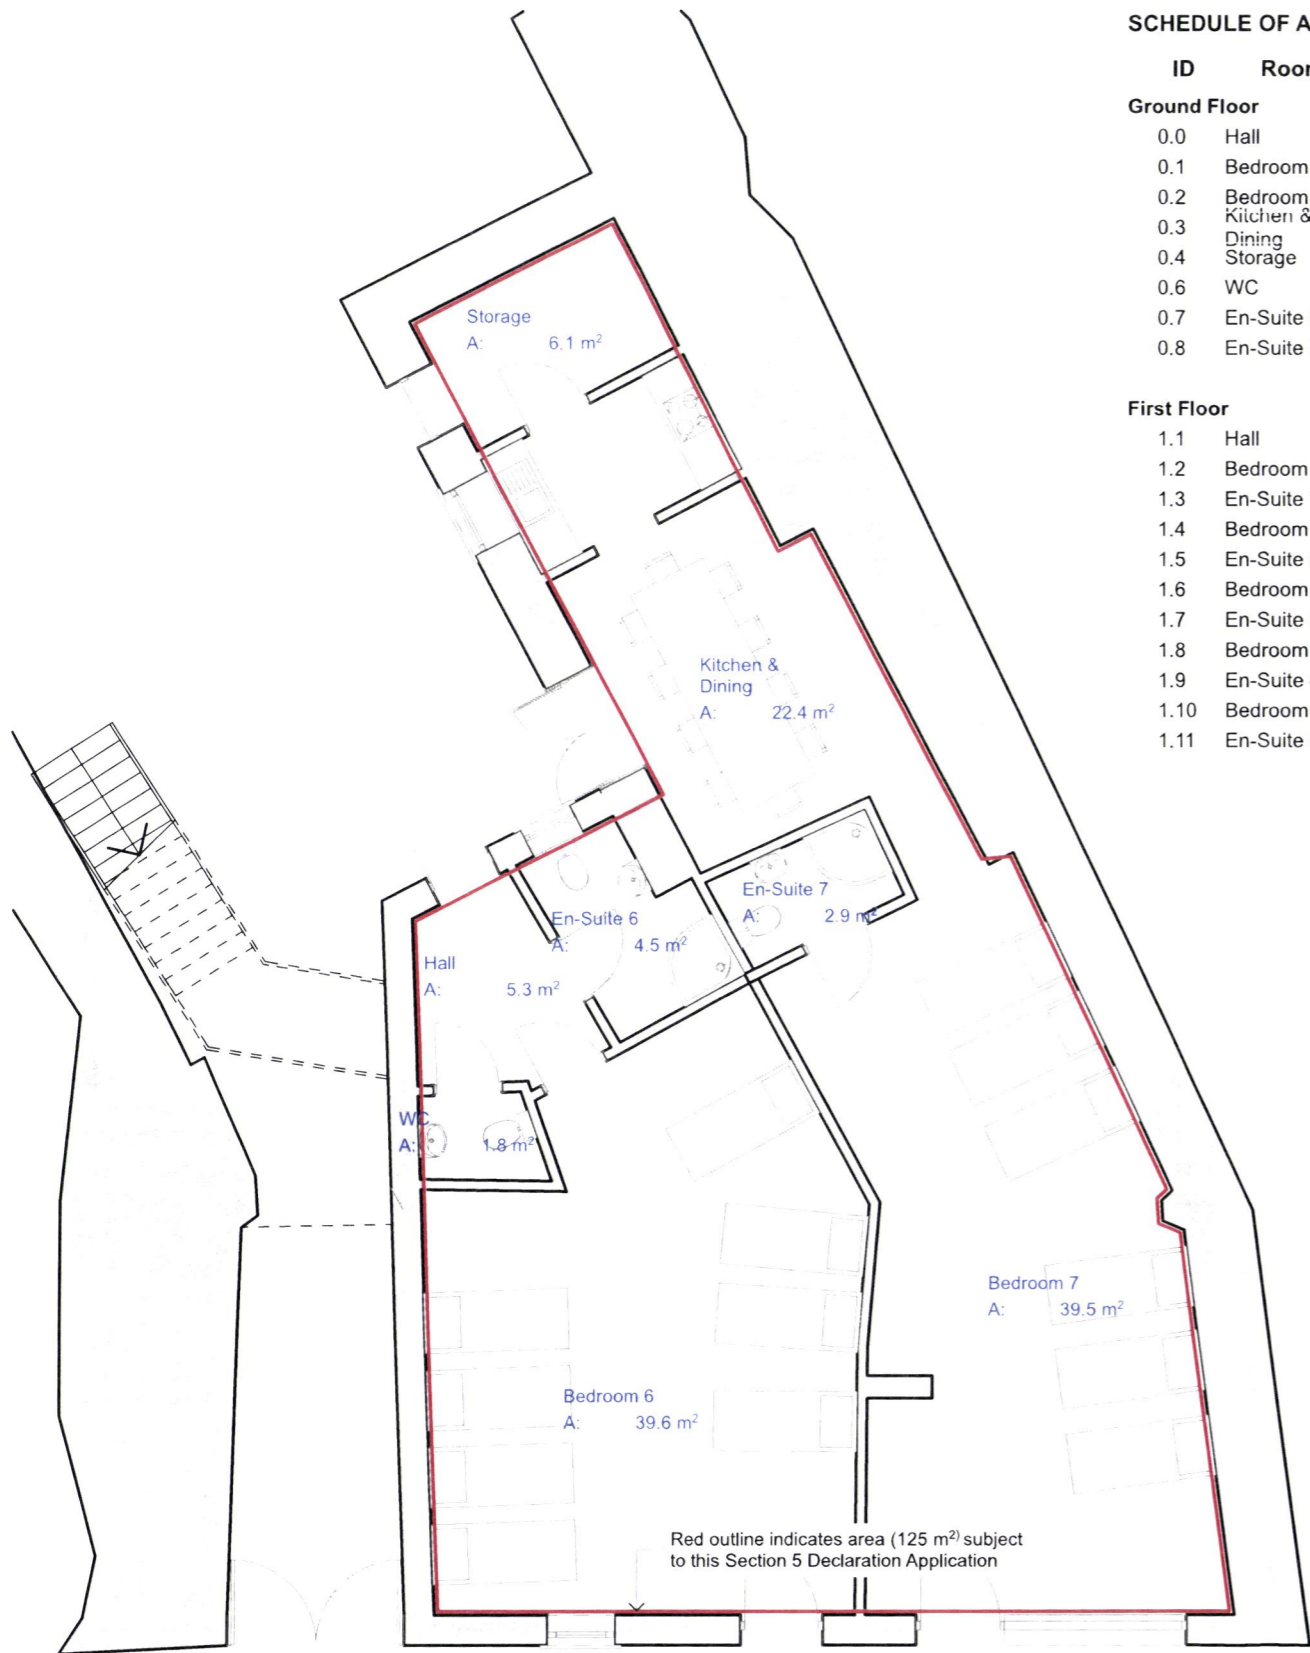 SCHEDULE OF A
ID Roor
Ground Floor
0.0 Hall
0.1 Bedroom
0.2 Bedroom
0.3 Kitchen &
Dining
0.4 Storage
0.6 WC
0.7 En-Suite
0.8 En-Suite
First Floor
1.1 Hall
1.2 Bedroom
1.3 En-Suite
1.4 Bedroom
1.5 En-Suite
1.6 Bedroom
1.7 En-Suite
1.8 Bedroom
1.9 En-Suite
1.10 Bedroom
1.11 En-Suite
Storage
A: 6.1 m²
Kitchen &
Dining
A: 22.4 m²
En-Suite 7
A: 2.9 m²
En-Suite 6
A: 4.5 m²
Hall
A: 5.3 m²
WC
A: 1.8 m²
Bedroom 7
A: 39.5 m²
Bedroom 6
A: 39.6 m²
Red outline indicates area (125 m²) subject
to this Section 5 Declaration Application